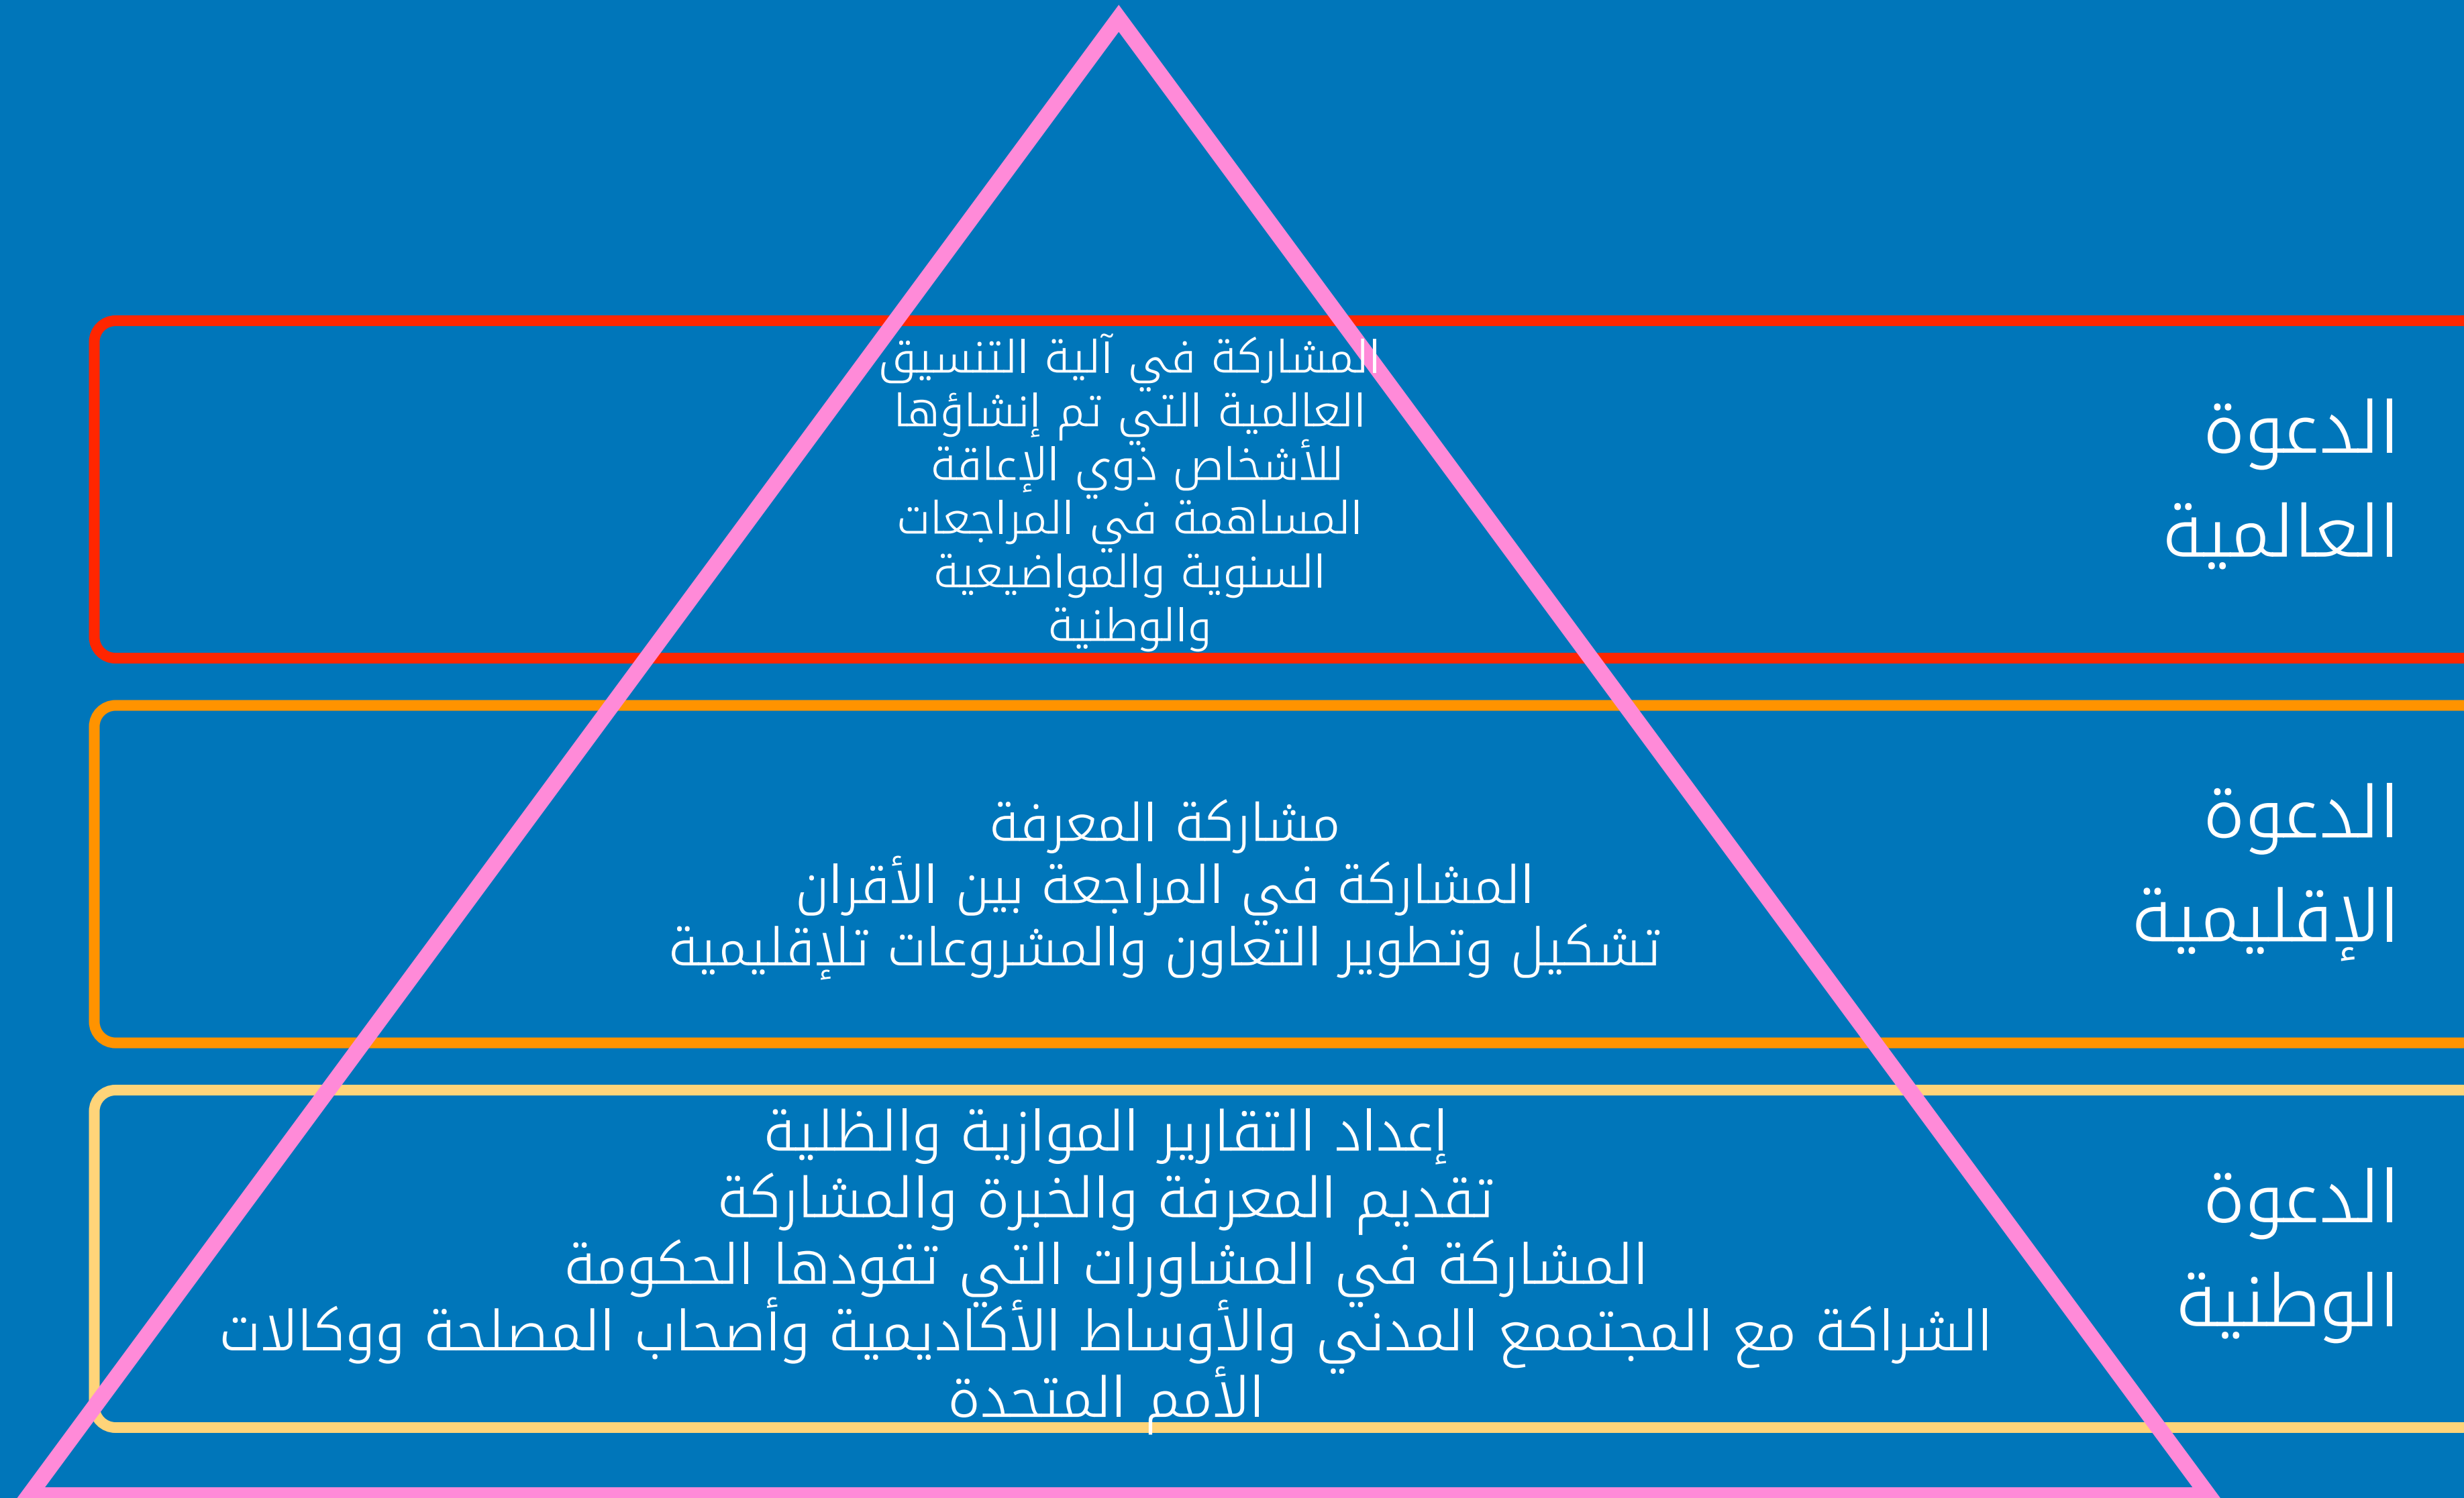 المشاركة في آلية التنسيق
العالمية التي تم إنشاؤها
للأشخاص ذوي الإعاقة
المساهمة في المراجعات
السنوية والمواضيعية
والوطنية
الدعوة
العالمية
مشاركة المعرفة
المشاركة في المراجعة بين الأقران
تشكيل وتطوير التعاون والمشروعات تلإقليمية
الدعوة
الإقليمية
إعداد التقارير الموازية والظلية
تقديم المعرفة والخبرة والمشاركة
المشاركة في المشاورات التي تقودها الحكومة
الشراكة مع المجتممع المدني والأوساط الأكاديمية وأصحاب المصلحة ووكالات
الأمم المتحدة
الدعوة
الوطنية